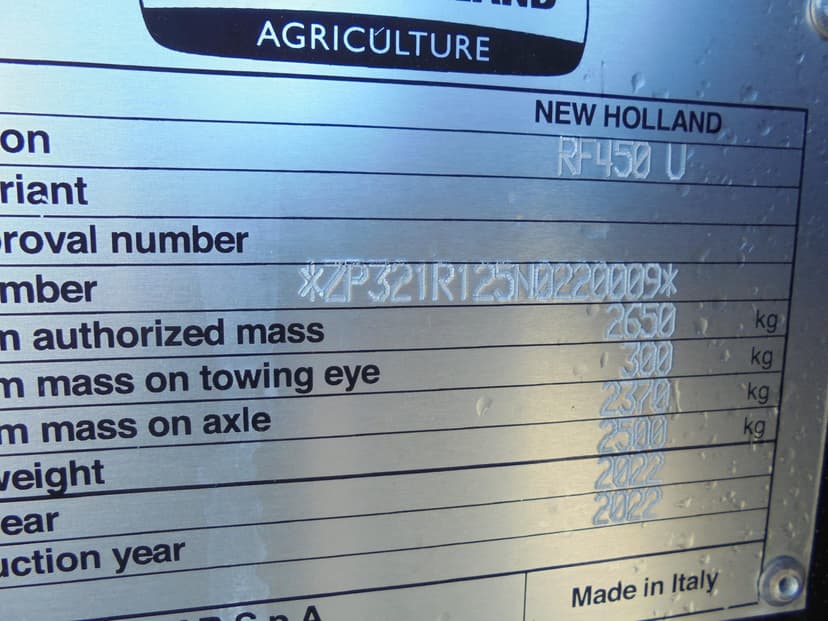 AGRICULTURE
NEW HOLLAND
on RF450 U
riant
roval number
mber *ZP321R125N0220009*
m authorized mass 2650 kg
m mass on towing eye 300 kg
m mass on axle 2370 kg
weight 2500 kg
ear 2022
uction year 2022
Made in Italy